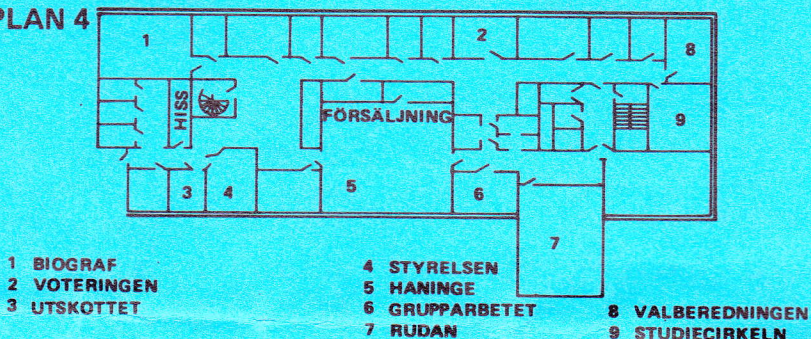 PLAN 4
1
2
8
HISS
FÖRSÄLJNING
9
3
4
5
6
7
1 BIOGRAF
2 VOTERINGEN
3 UTSKOTTET
4 STYRELSEN
5 HANINGE
6 GRUPPARBETET
7 RUDAN
8 VALBEREDNINGEN
9 STUDIECIRKELN